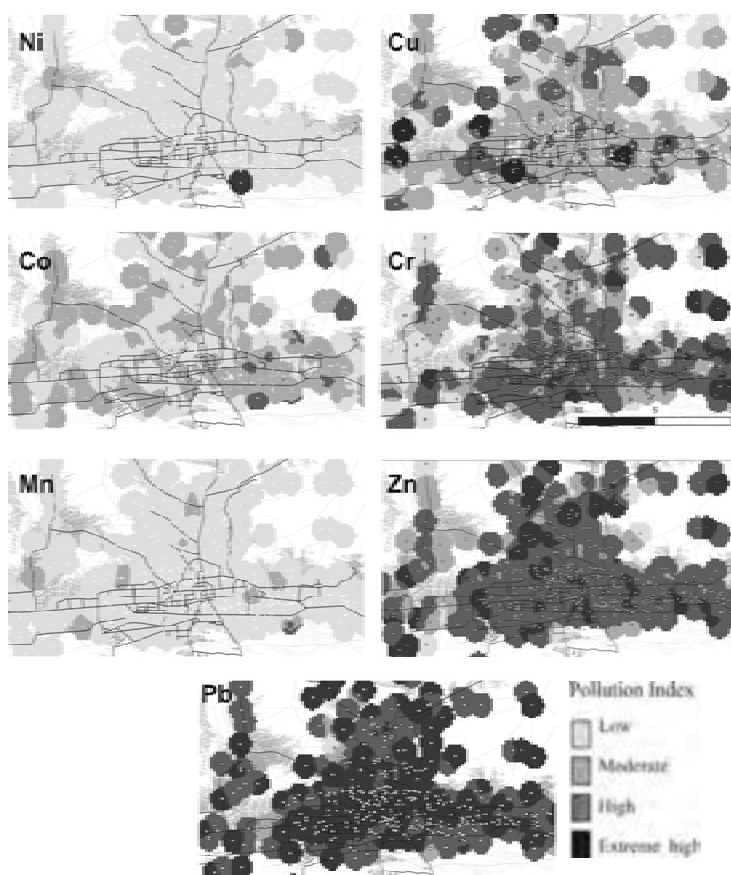 Ni
Cu
Co
Cr
Mn
Zn
Pb
Pollution Index
Low
Moderate
High
Extreme high